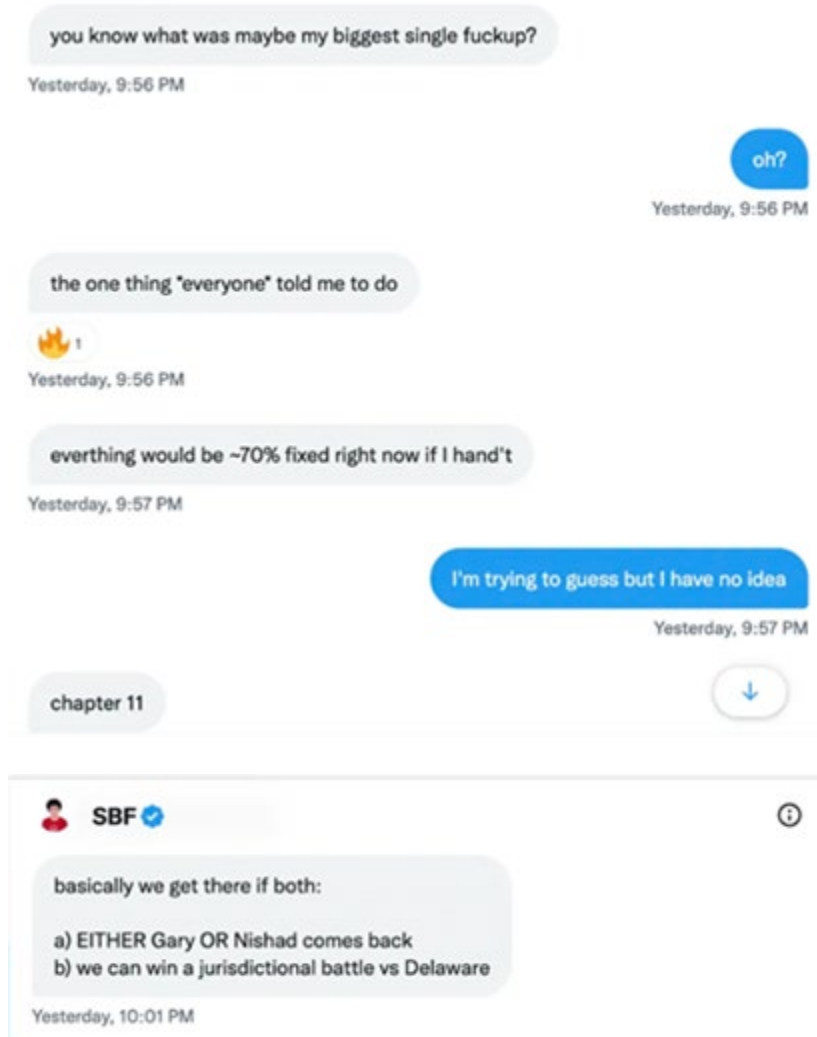 you know what was maybe my biggest single fuckup?
Yesterday, 9:56 PM
oh?
Yesterday, 9:56 PM
the one thing *everyone* told me to do
1
Yesterday, 9:56 PM
everthing would be ~70% fixed right now if I hand't
Yesterday, 9:57 PM
I'm trying to guess but I have no idea
Yesterday, 9:57 PM
chapter 11
SBF
basically we get there if both:
a) EITHER Gary OR Nishad comes back
b) we can win a jurisdictional battle vs Delaware
Yesterday, 10:01 PM